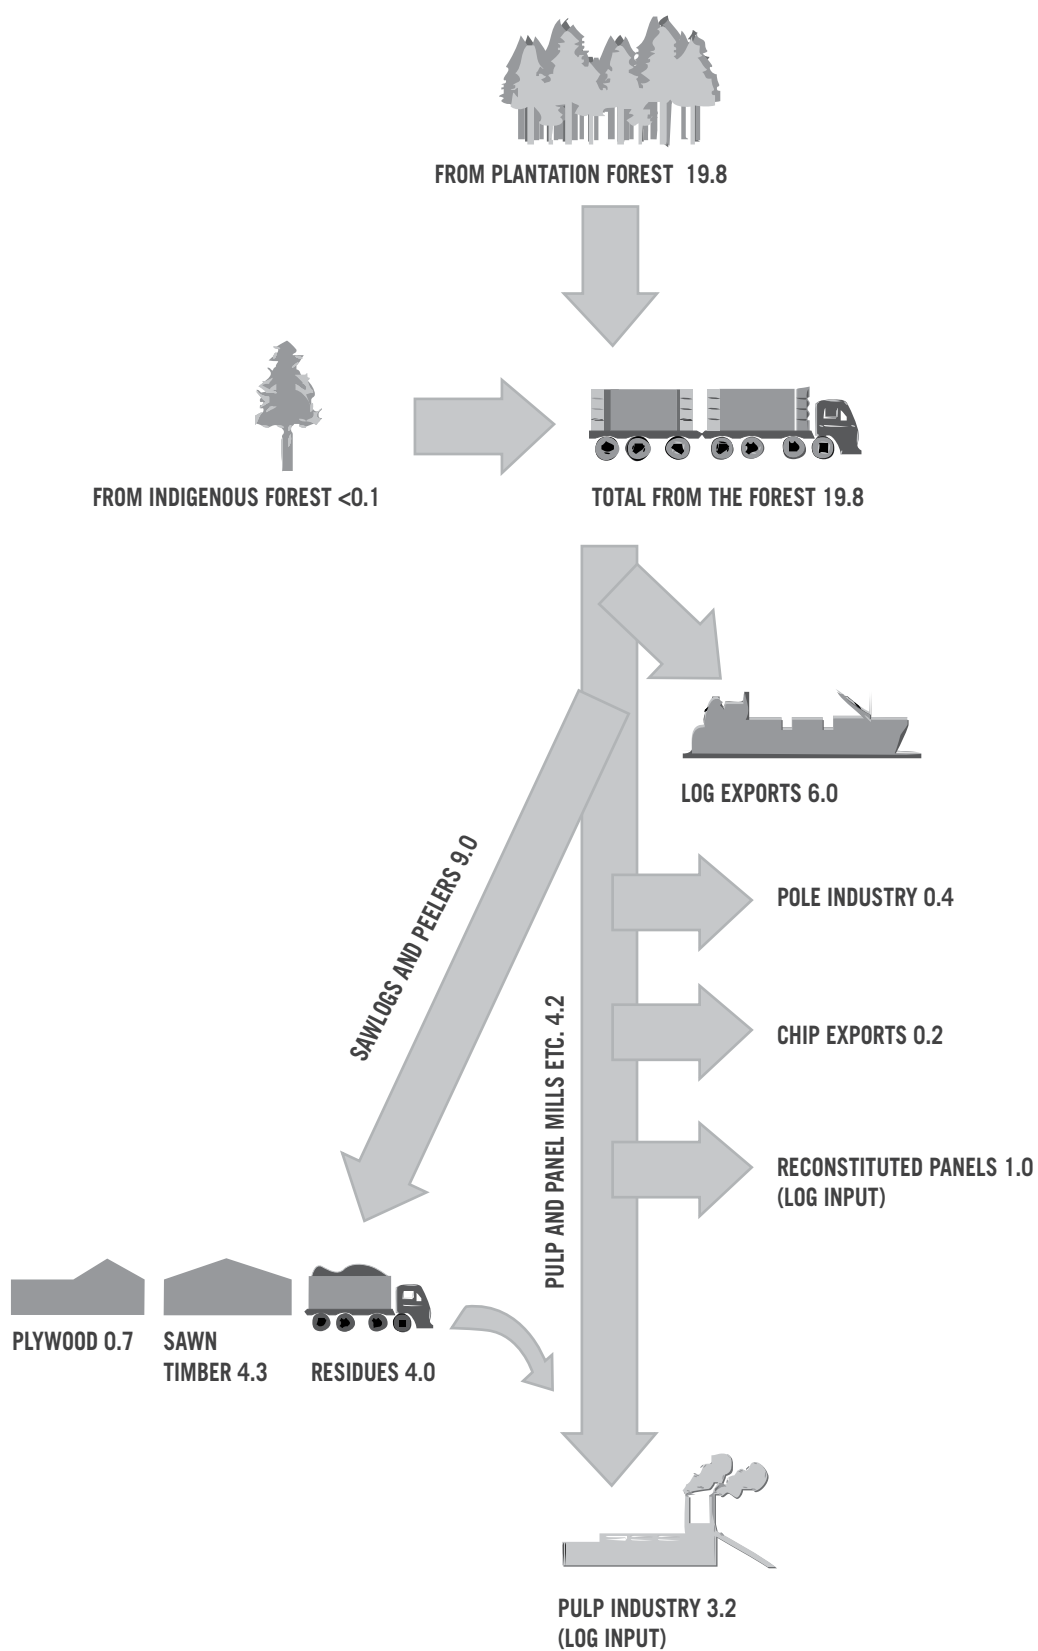 FROM PLANTATION FOREST 19.8
FROM INDIGENOUS FOREST <0.1
TOTAL FROM THE FOREST 19.8
LOG EXPORTS 6.0
SAWLOGS AND PEELERS 9.0
POLE INDUSTRY 0.4
PULP AND PANEL MILLS ETC. 4.2
CHIP EXPORTS 0.2
RECONSTITUTED PANELS 1.0
(LOG INPUT)
PLYWOOD 0.7
SAWN
TIMBER 4.3
RESIDUES 4.0
PULP INDUSTRY 3.2
(LOG INPUT)